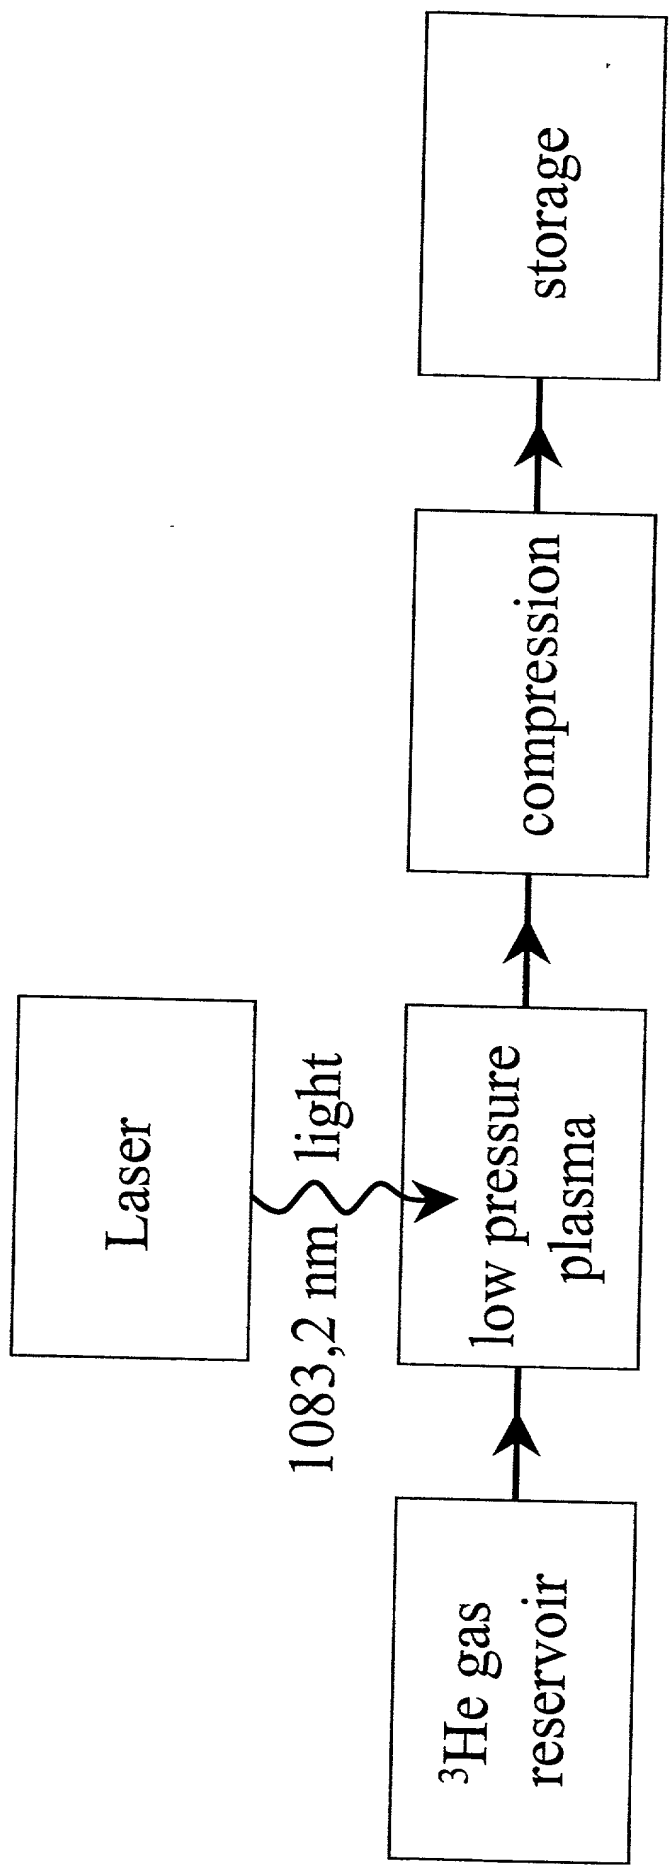 Laser
1083,2 nm light
³He gas
reservoir
low pressure
plasma
compression
storage